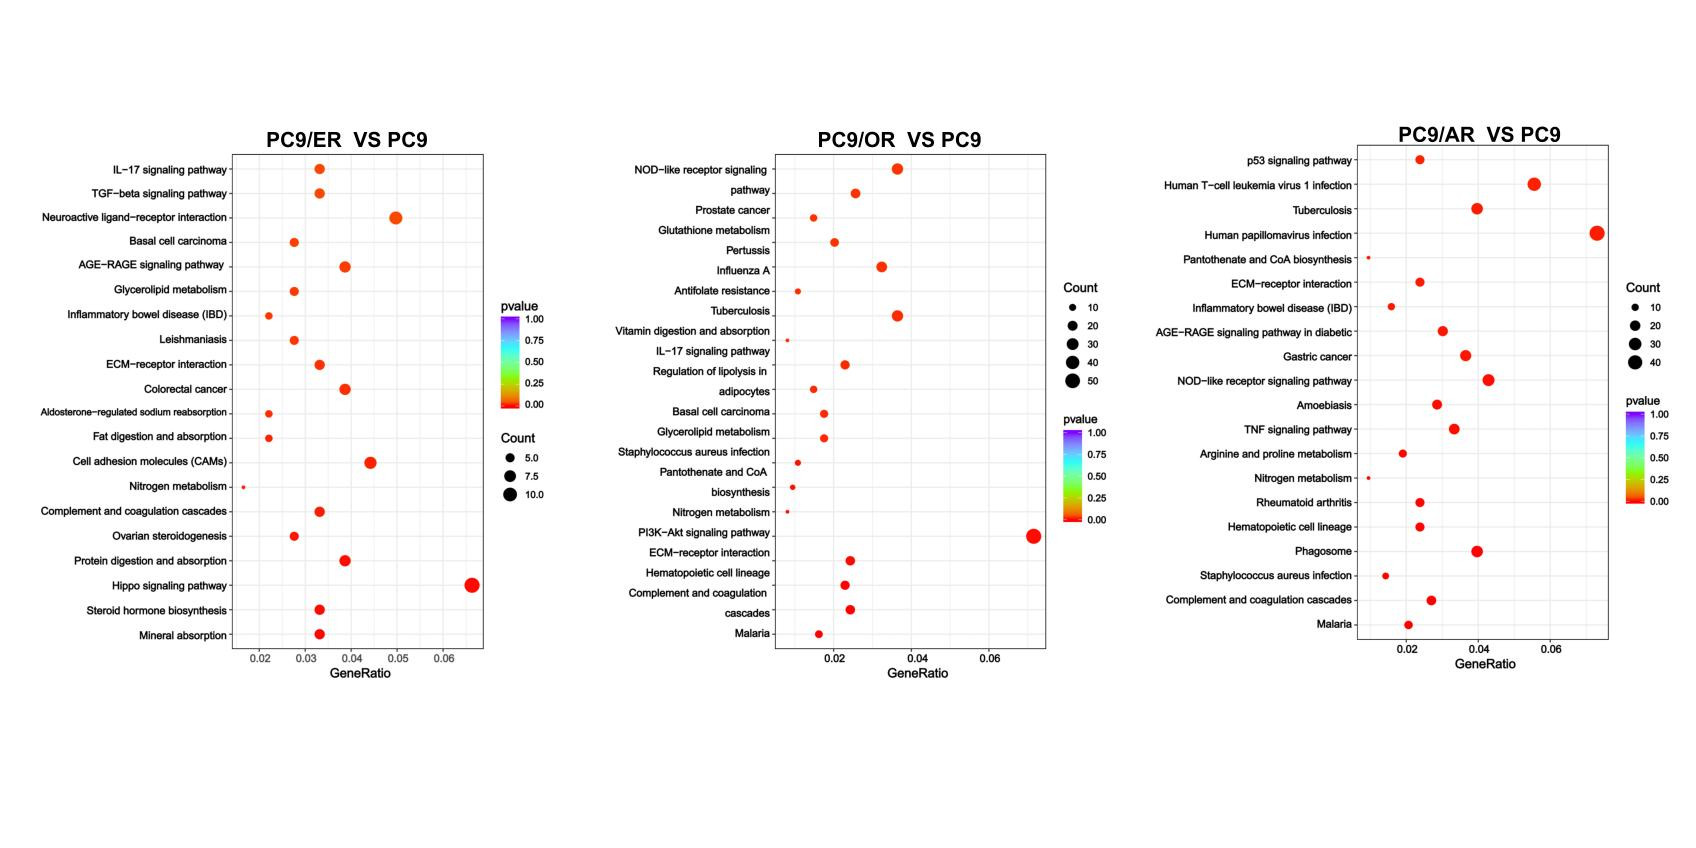 PC9/ER VS PC9
IL-17 signaling pathway
TGF-beta signaling pathway
Neuroactive ligand-receptor interaction
Basal cell carcinoma
AGE-RAGE signaling pathway
Glycerolipid metabolism
Inflammatory bowel disease (IBD)
Leishmaniasis
ECM-receptor interaction
Colorectal cancer
Aldosterone-regulated sodium reabsorption
Fat digestion and absorption
Cell adhesion molecules (CAMs)
Nitrogen metabolism
Complement and coagulation cascades
Ovarian steroidogenesis
Protein digestion and absorption
Hippo signaling pathway
Steroid hormone biosynthesis
Mineral absorption
0.02 0.03 0.04 0.05 0.06
GeneRatio
pvalue
1.00
0.75
0.50
0.25
0.00
Count
5.0
7.5
10.0
PC9/OR VS PC9
NOD-like receptor signaling
pathway
Prostate cancer
Glutathione metabolism
Pertussis
Influenza A
Antifolate resistance
Tuberculosis
Vitamin digestion and absorption
IL-17 signaling pathway
Regulation of lipolysis in
adipocytes
Basal cell carcinoma
Glycerolipid metabolism
Staphylococcus aureus infection
Pantothenate and CoA
biosynthesis
Nitrogen metabolism
PI3K-Akt signaling pathway
ECM-receptor interaction
Hematopoietic cell lineage
Complement and coagulation
cascades
Malaria
0.02 0.04 0.06
GeneRatio
Count
10
20
30
40
50
pvalue
1.00
0.75
0.50
0.25
0.00
PC9/AR VS PC9
p53 signaling pathway
Human T-cell leukemia virus 1 infection
Tuberculosis
Human papillomavirus infection
Pantothenate and CoA biosynthesis
ECM-receptor interaction
Inflammatory bowel disease (IBD)
AGE-RAGE signaling pathway in diabetic
Gastric cancer
NOD-like receptor signaling pathway
Amoebiasis
TNF signaling pathway
Arginine and proline metabolism
Nitrogen metabolism
Rheumatoid arthritis
Hematopoietic cell lineage
Phagosome
Staphylococcus aureus infection
Complement and coagulation cascades
Malaria
0.02 0.04 0.06
GeneRatio
Count
10
20
30
40
pvalue
1.00
0.75
0.50
0.25
0.00